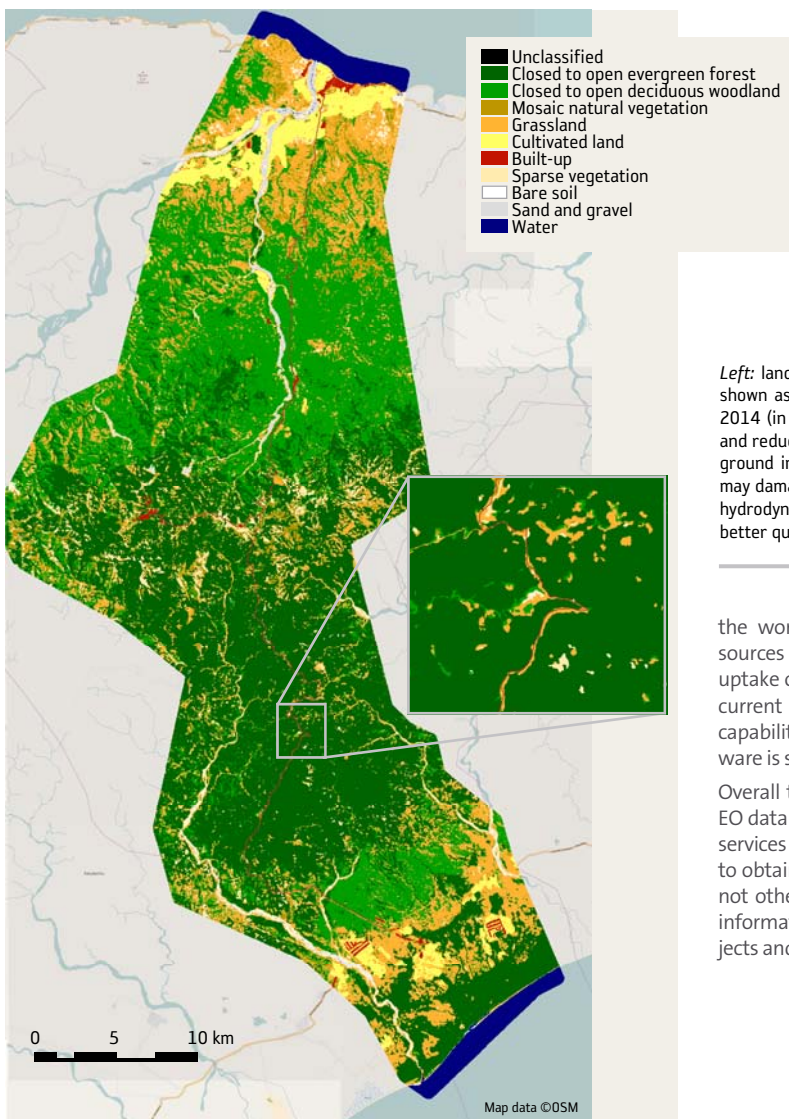 Unclassified
Closed to open evergreen forest
Closed to open deciduous woodland
Mosaic natural vegetation
Grassland
Cultivated land
Built-up
Sparse vegetation
Bare soil
Sand and gravel
Water
Left: land
shown as
2014 (in
and reduc
ground in
may dama
hydrodyn
better qu
the wor
sources
uptake o
current
capabilit
ware is s
Overall t
EO data
services
to obtai
not othe
informat
jects and
0 5 10 km
Map data ©OSM